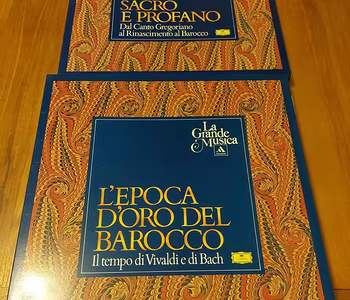 SACRO
E PROFANO
Dal Canto Gregoriano
al Rinascimento al Barocco
La
Grande
Musica
L'EPOCA
D'ORO DEL
BAROCCO
Il tempo di Vivaldi e di Bach